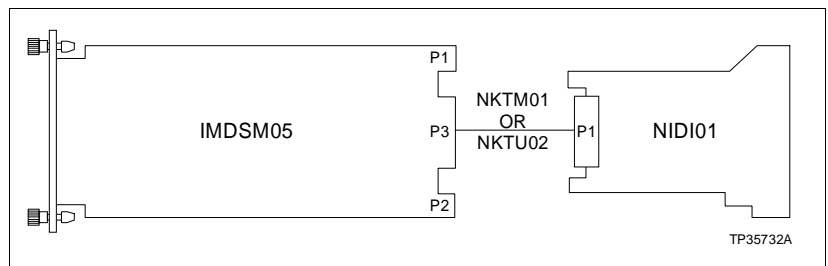 P1
IMDSM05
P3
P2
NKTM01
OR
NKTU02
P1
NIDI01
TP35732A